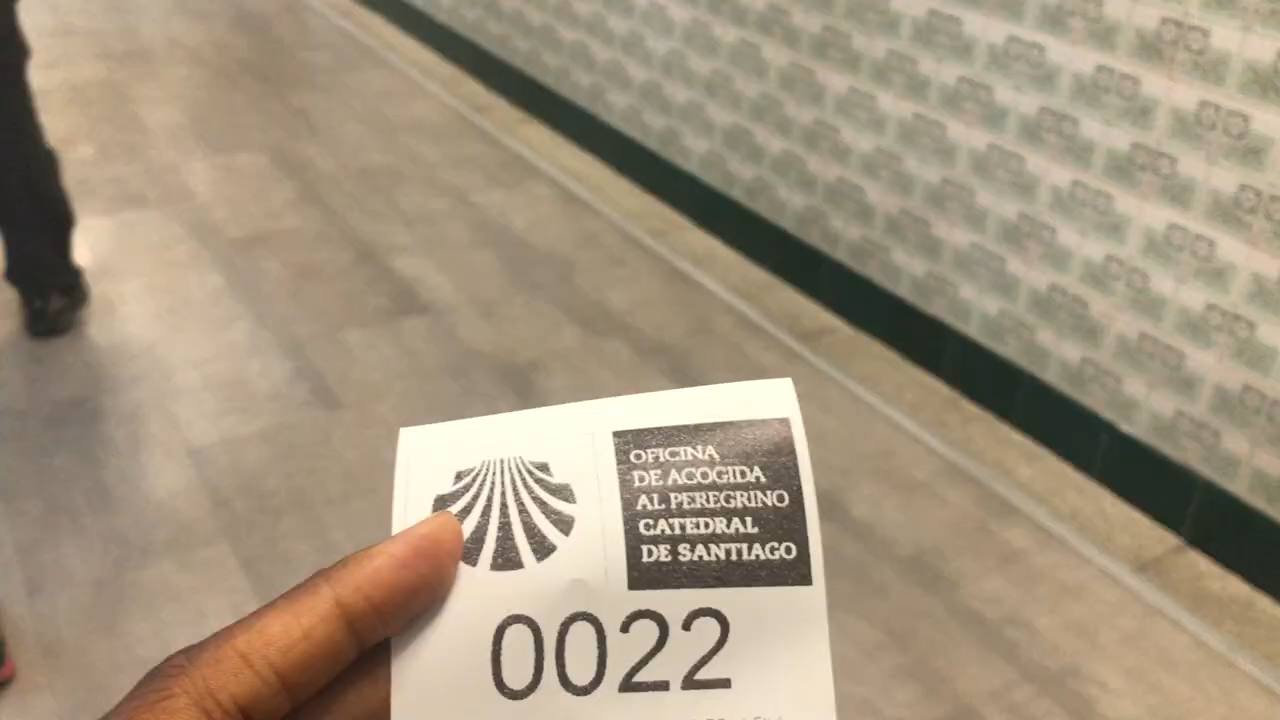 OFICINA
DE ACOGIDA
AL PEREGRINO
CATEDRAL
DE SANTIAGO
0022